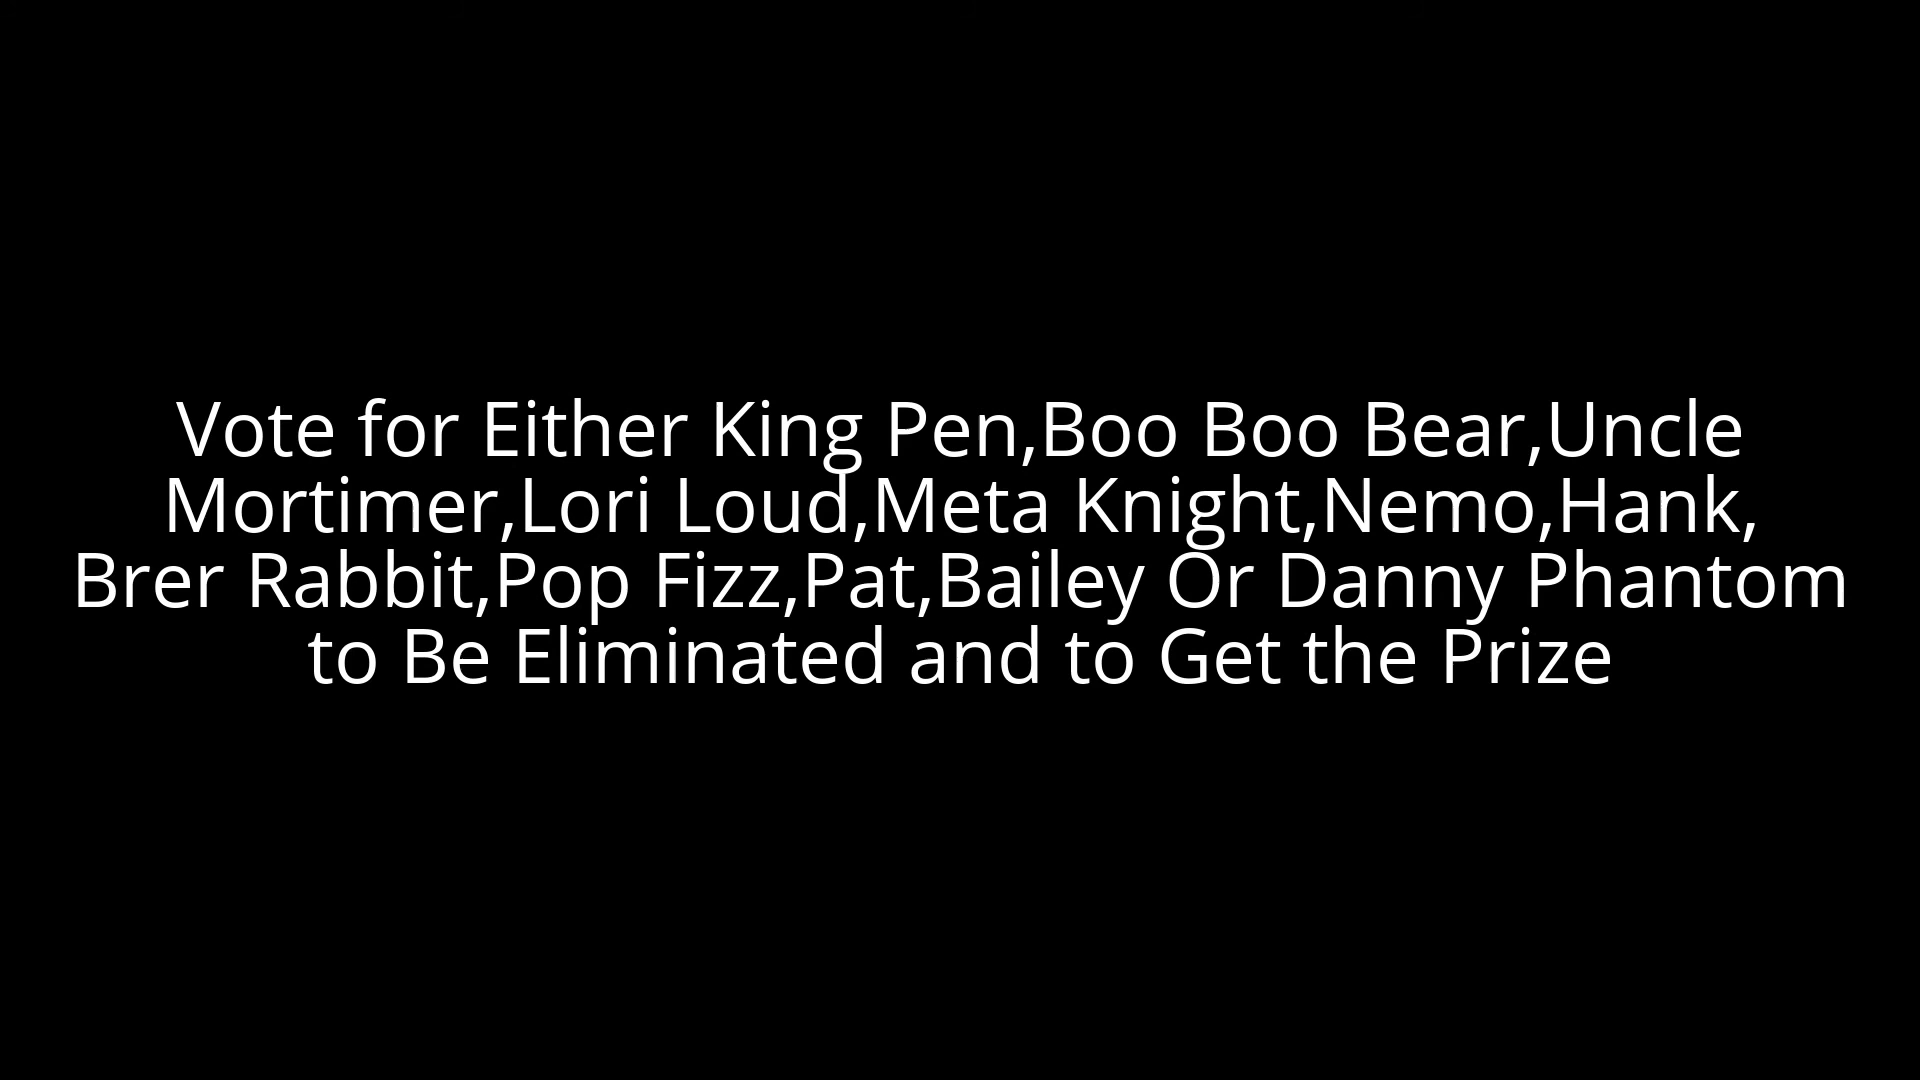 Vote for Either King Pen,Boo Boo Bear,Uncle
Mortimer,Lori Loud,Meta Knight,Nemo,Hank,
Brer Rabbit,Pop Fizz,Pat,Bailey Or Danny Phantom
to Be Eliminated and to Get the Prize